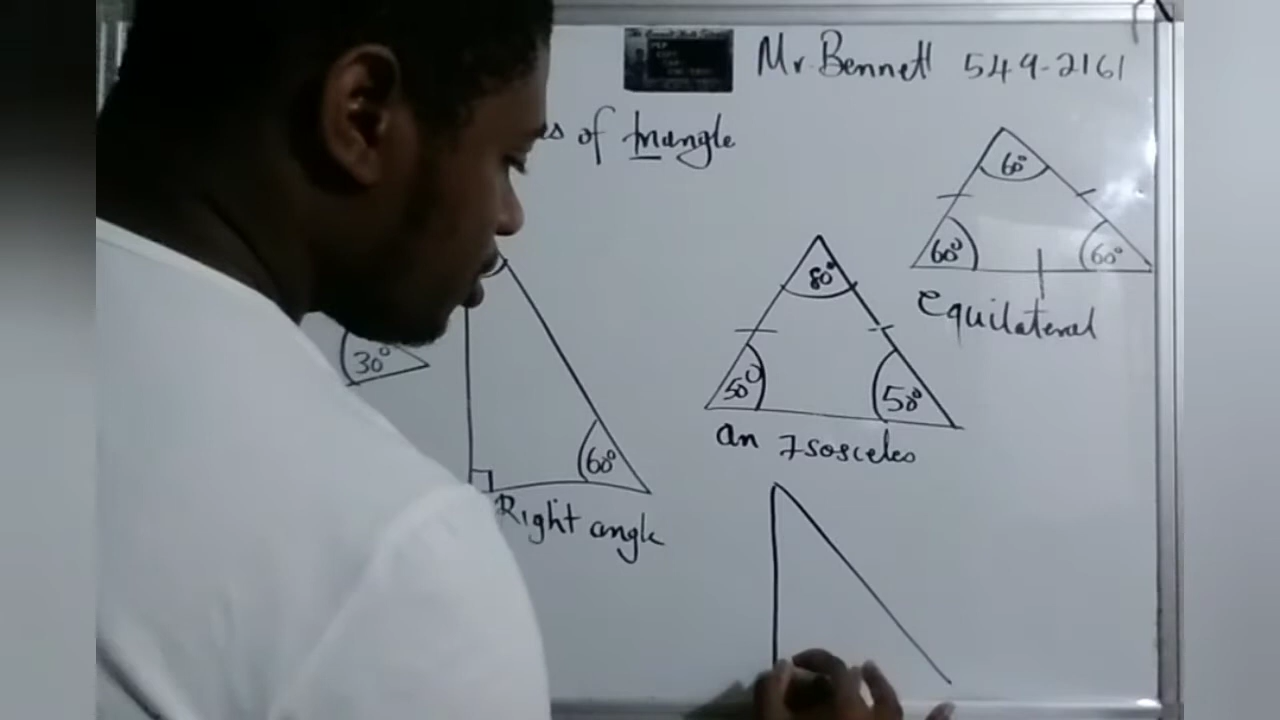 Mr. Bennett 549-2161
of triangle
60°
60° 60°
Equilateral
80°
50° 50°
an Isosceles
30°
60°
Right angle